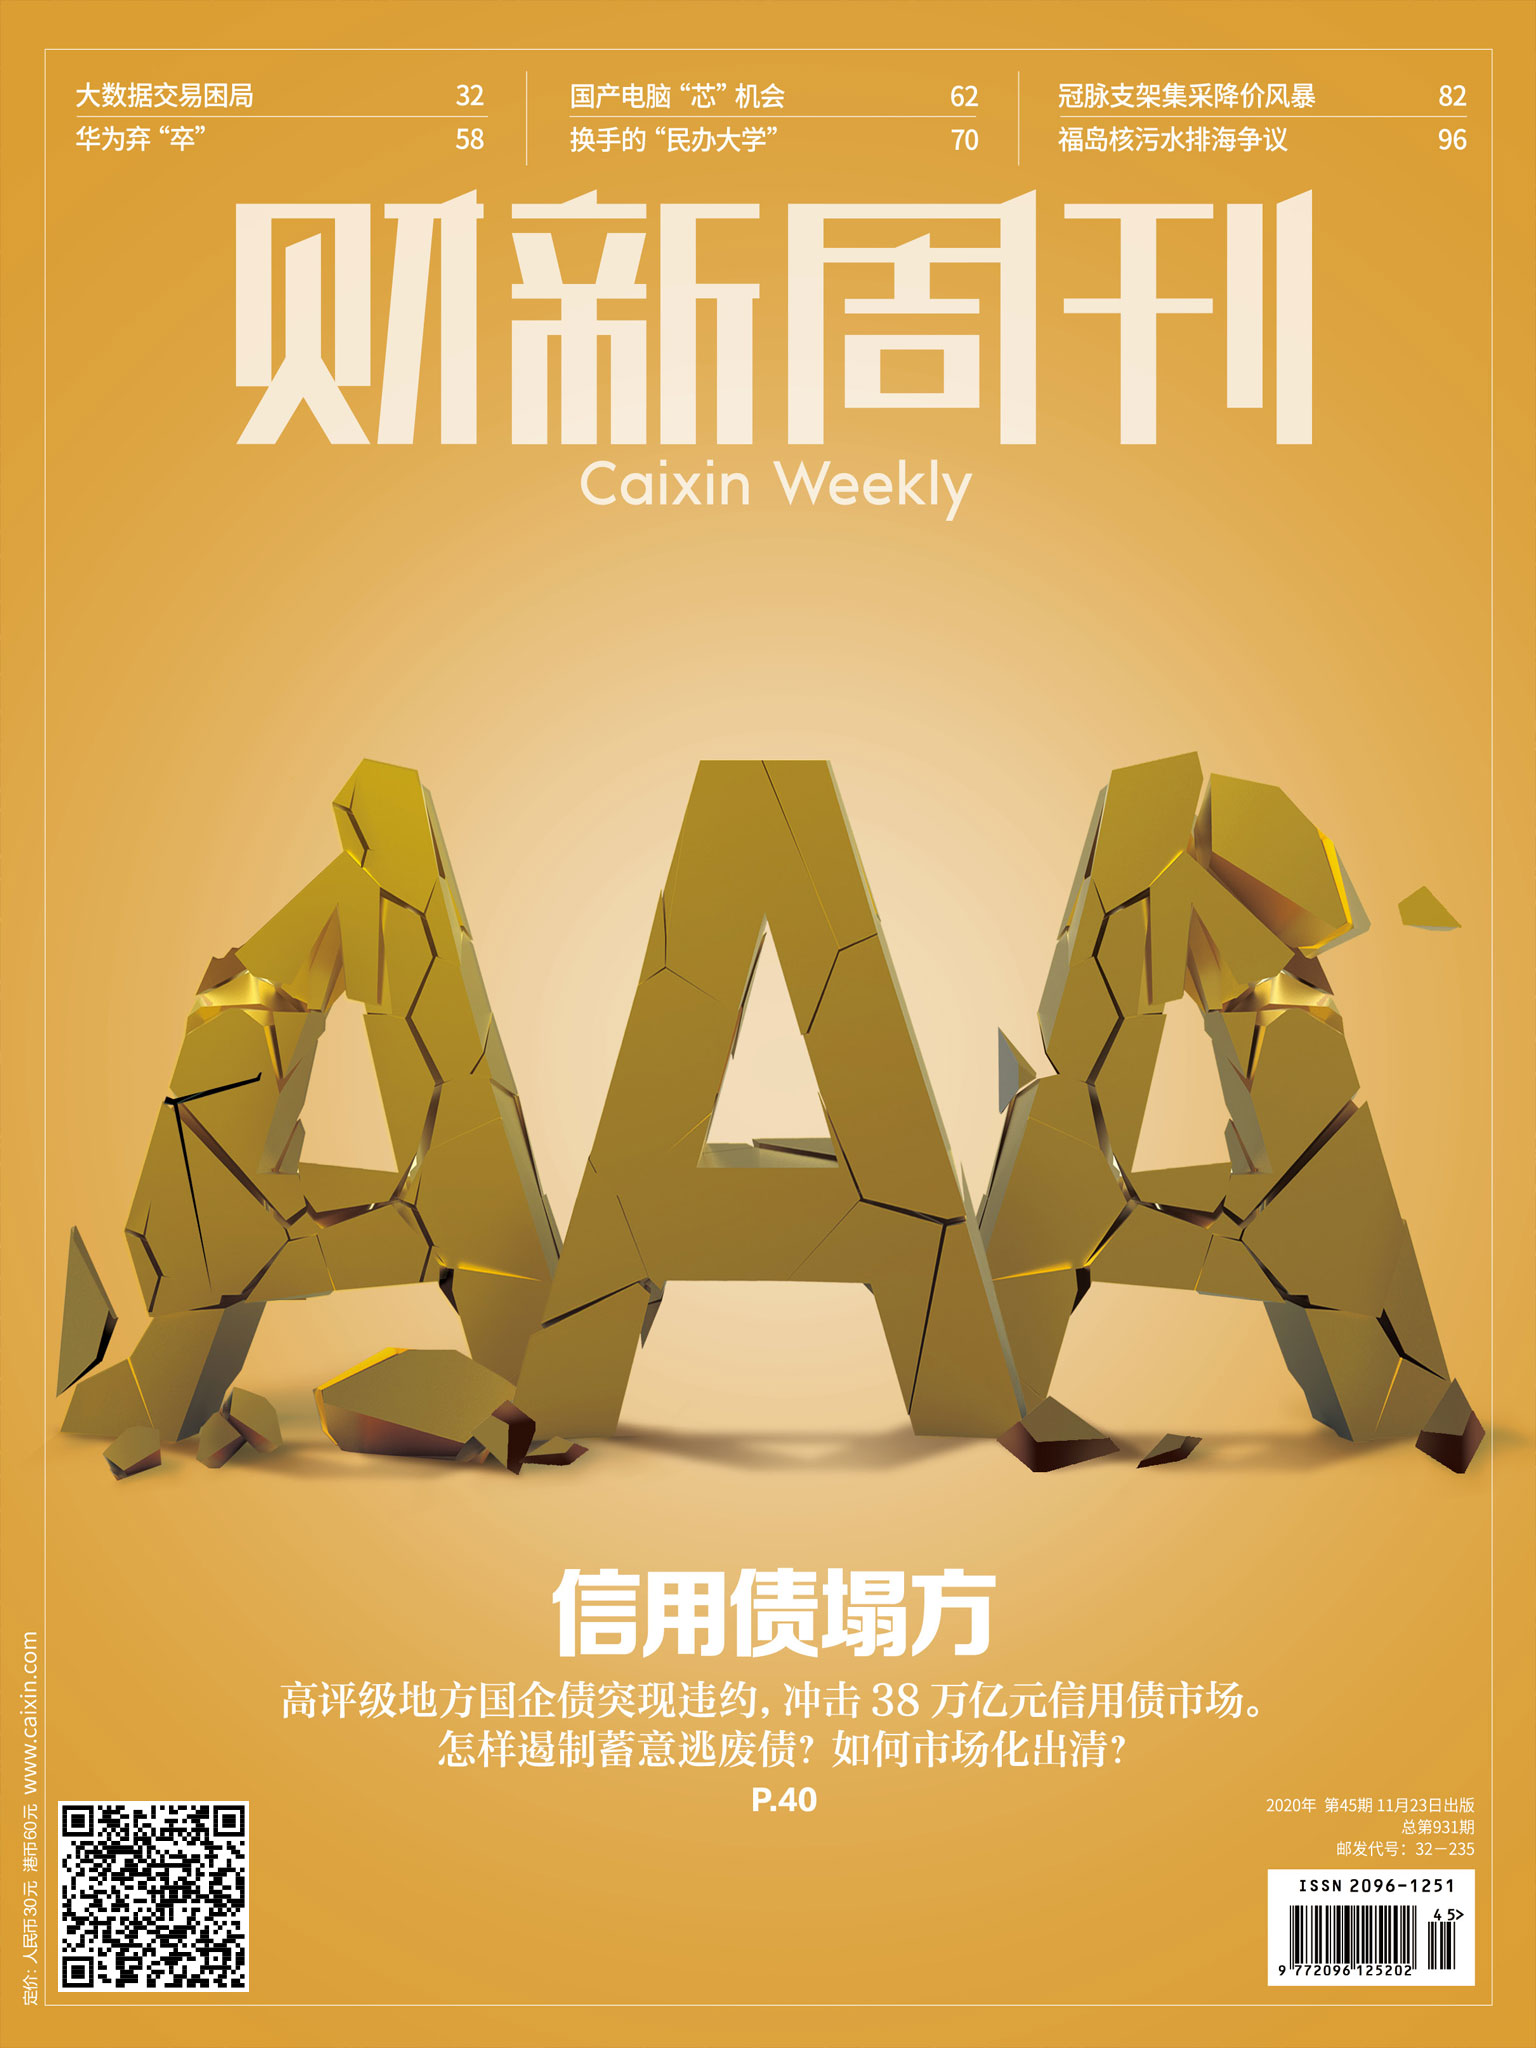 大数据交易困局 32
华为弃“卒” 58
国产电脑“芯”机会 62
换手的“民办大学” 70
冠脉支架集采降价风暴 82
福岛核污水排海争议 96
财新周刊
Caixin Weekly
AAA
信用债塌方
高评级地方国企债突现违约，冲击 38 万亿元信用债市场。
怎样遏制蓄意逃废债？如何市场化出清？
P.40
定价：人民币30元 港币60元 www.caixin.com
2020年 第45期 11月23日出版
总第931期
邮发代号：32－235
ISSN 2096-1251
45>
9 772096 125202